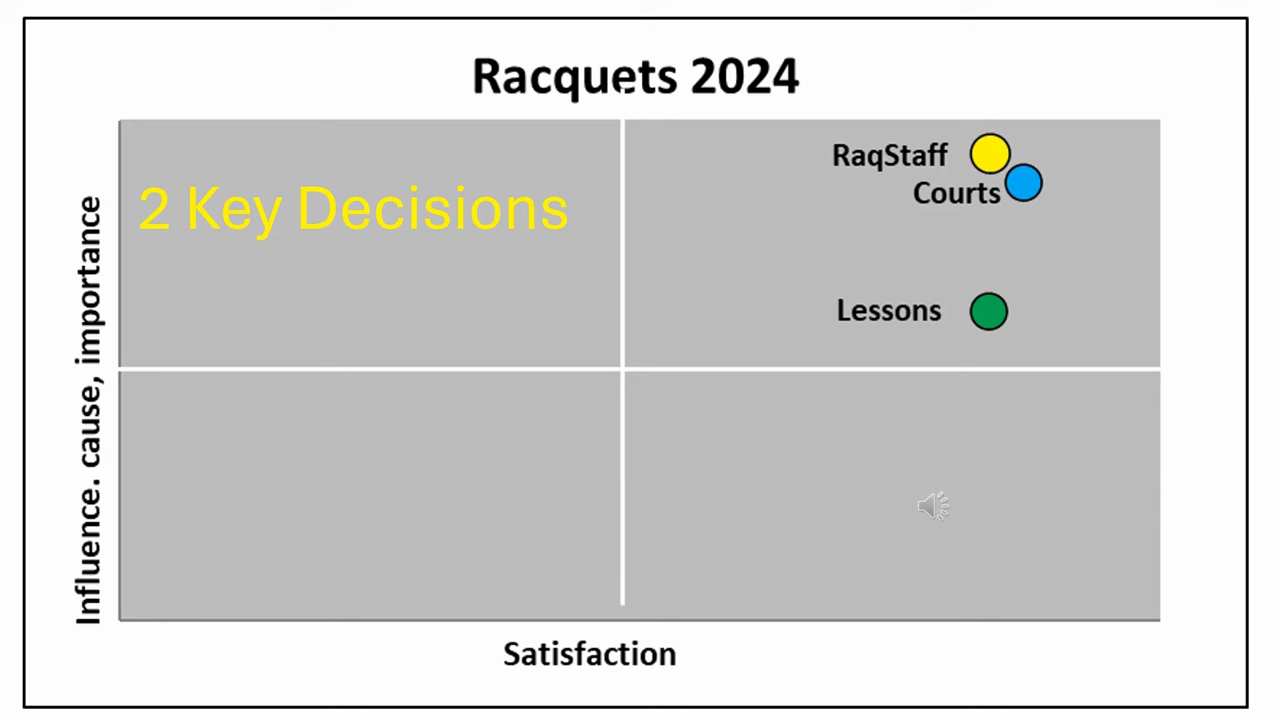 Racquets 2024
2 Key Decisions
RaqStaff
Courts
Lessons
Influence. cause, importance
Satisfaction